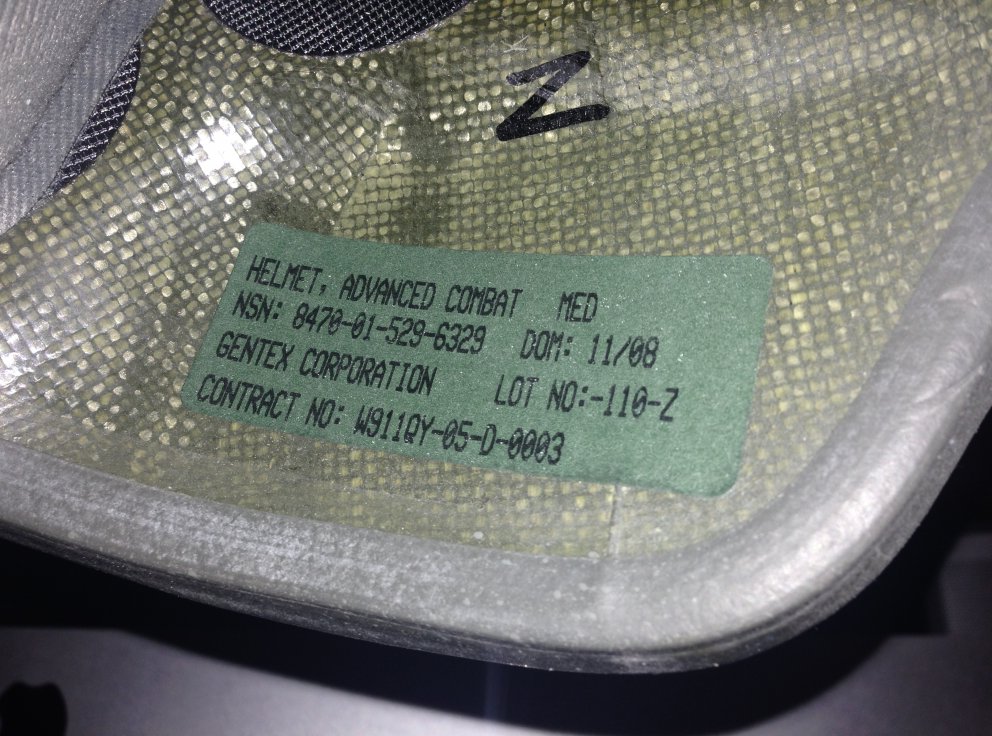 Z
HELMET, ADVANCED COMBAT MED
NSN: 8470-01-529-6329 DOM: 11/08
GENTEX CORPORATION LOT NO:-110-Z
CONTRACT NO: W911QY-05-D-0003